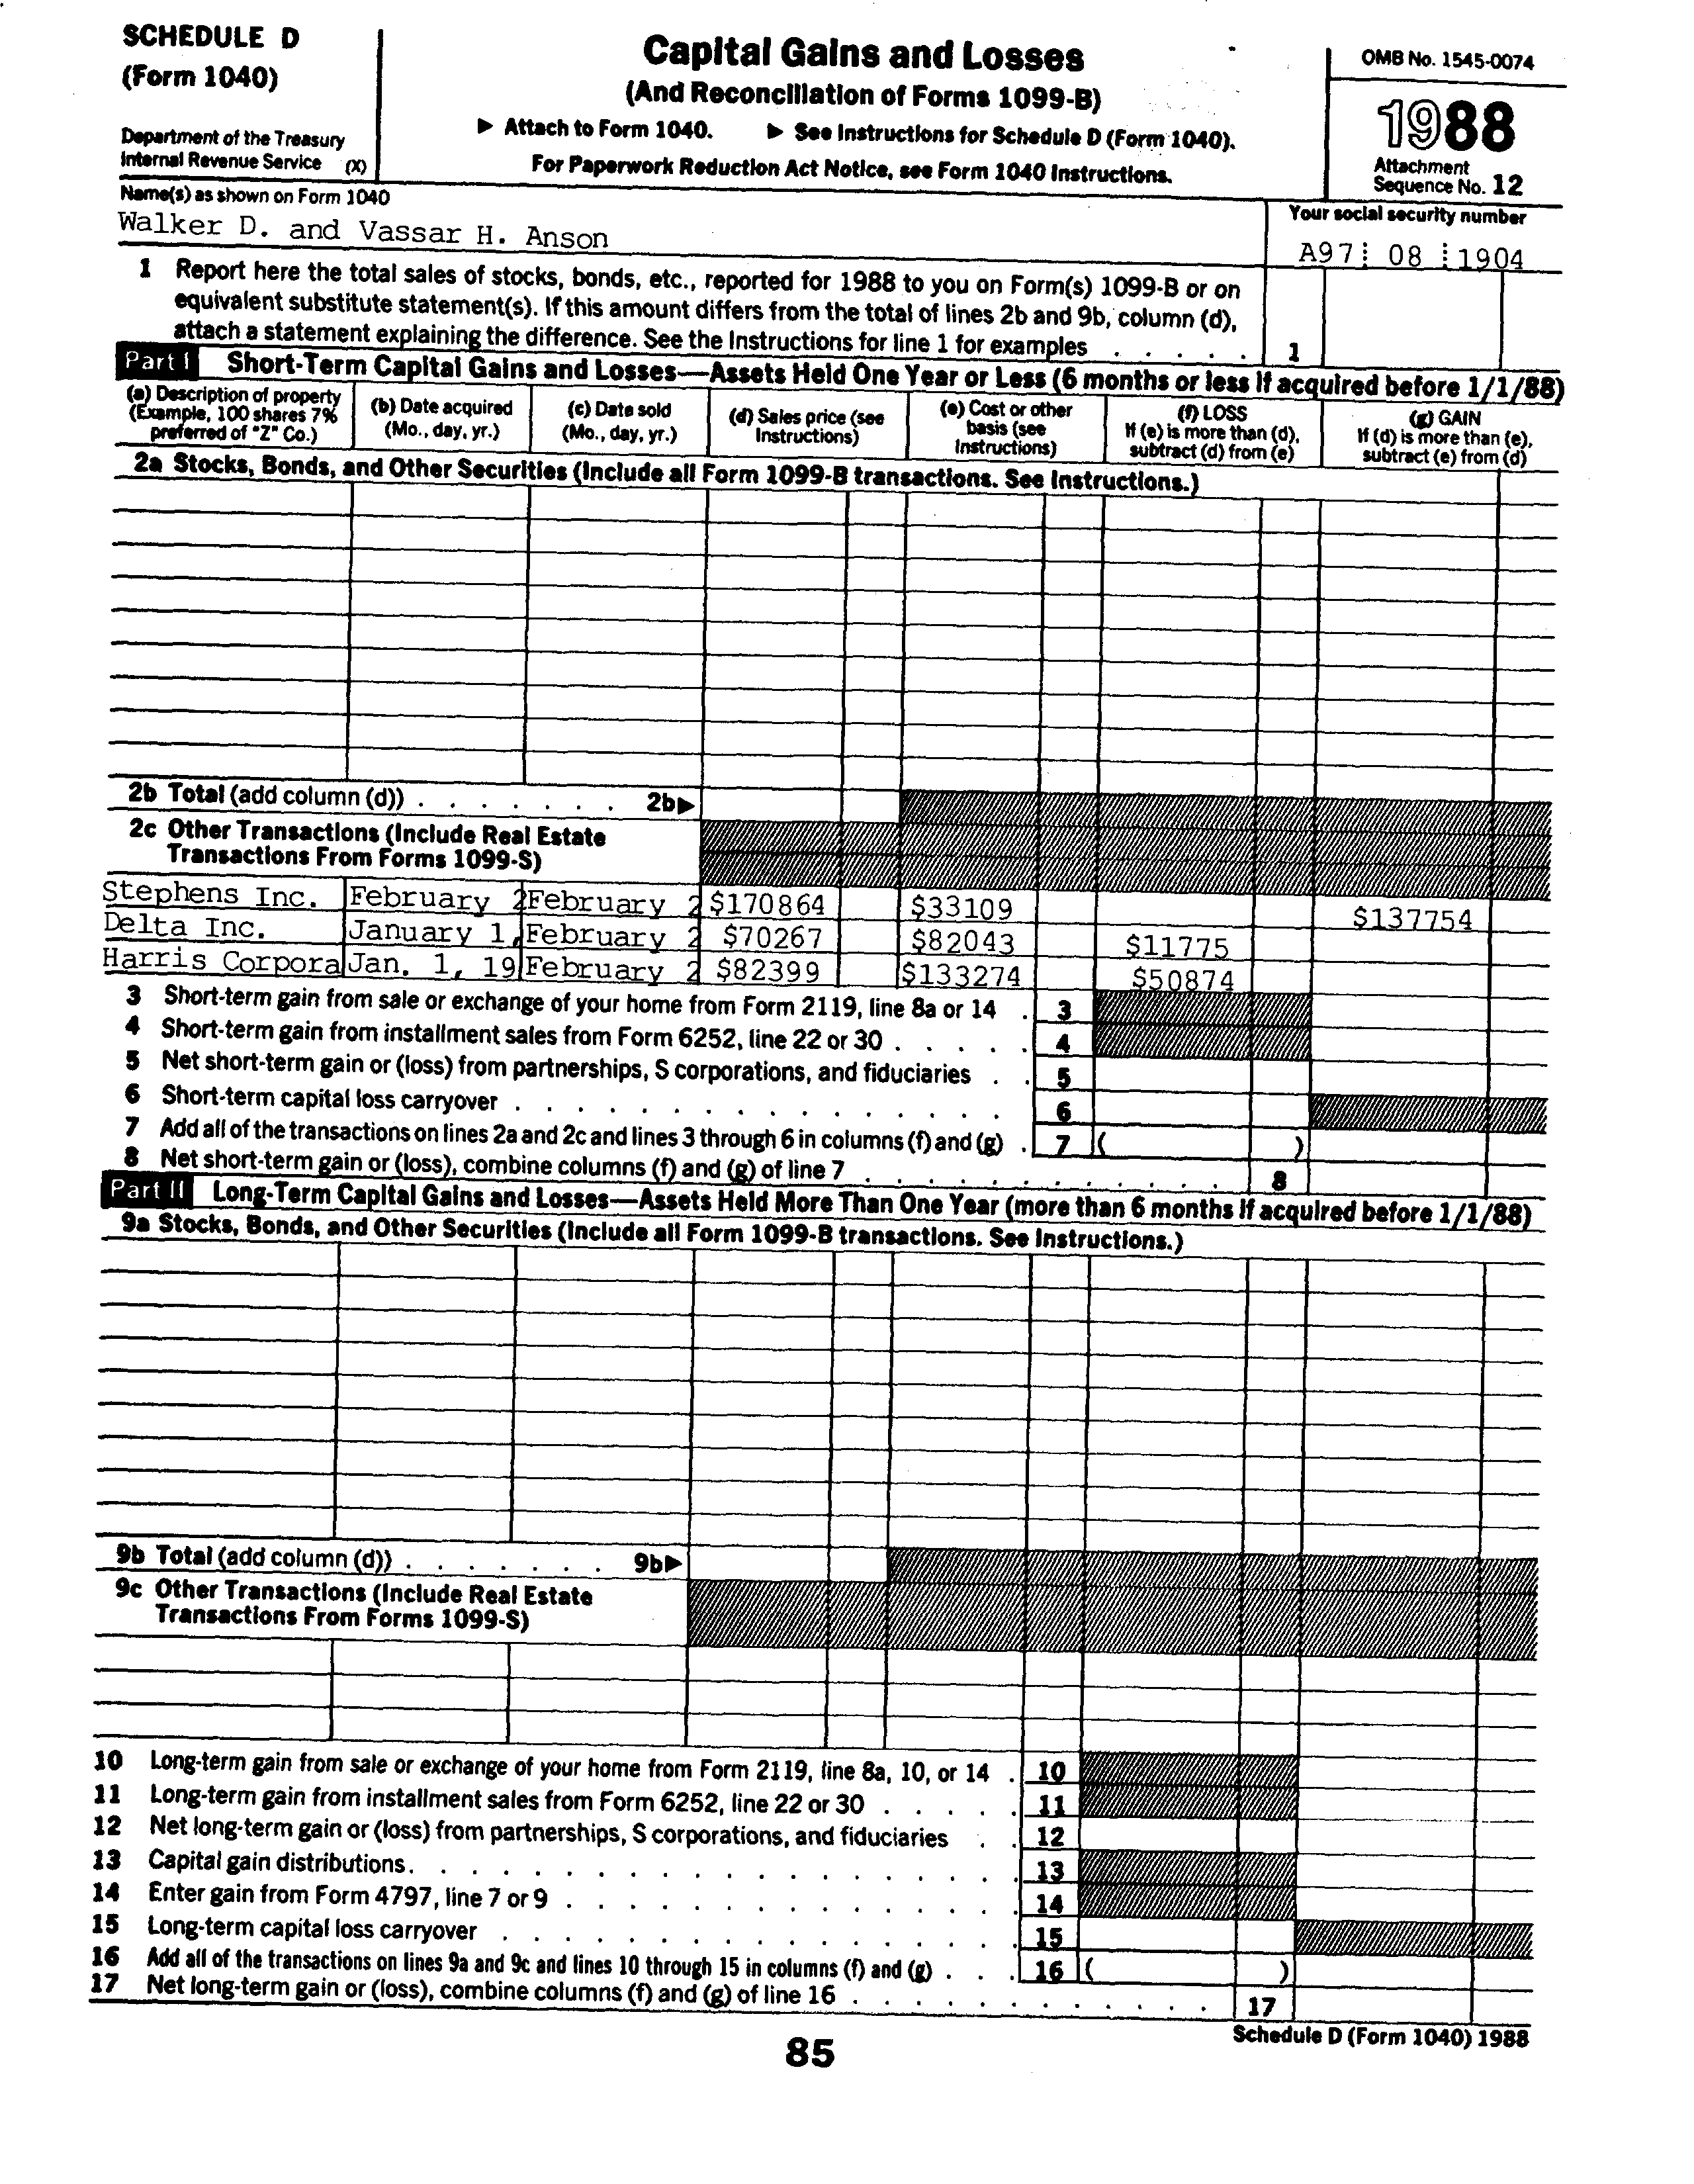 SCHEDULE D
(Form 1040)
Department of the Treasury
Internal Revenue Service (X)
Capital Gains and Losses
(And Reconciliation of Forms 1099-B)
▶ Attach to Form 1040. ▶ See Instructions for Schedule D (Form 1040).
For Paperwork Reduction Act Notice, see Form 1040 Instructions.
OMB No. 1545-0074
1988
Attachment
Sequence No. 12
Name(s) as shown on Form 1040
Walker D. and Vassar H. Anson
Your social security number
A97 08 1904
1 Report here the total sales of stocks, bonds, etc., reported for 1988 to you on Form(s) 1099-B or on
equivalent substitute statement(s). If this amount differs from the total of lines 2b and 9b, column (d),
attach a statement explaining the difference. See the Instructions for line 1 for examples . . . . . 1
Part I Short-Term Capital Gains and Losses—Assets Held One Year or Less (6 months or less if acquired before 1/1/88)
(a) Description of property
(Example, 100 shares 7%
preferred of "Z" Co.)
(b) Date acquired
(Mo., day, yr.)
(c) Date sold
(Mo., day, yr.)
(d) Sales price (see
Instructions)
(e) Cost or other
basis (see
Instructions)
(f) LOSS
If (e) is more than (d),
subtract (d) from (e)
(g) GAIN
If (d) is more than (e),
subtract (e) from (d)
2a Stocks, Bonds, and Other Securities (Include all Form 1099-B transactions. See Instructions.)
2b Total (add column (d)) . . . . . . . 2b▶
2c Other Transactions (Include Real Estate
Transactions From Forms 1099-S)
Stephens Inc. February 2 February 2 $170864 $33109 $137754
Delta Inc. January 1, February 2 $70267 $82043 $11775
Harris Corpora Jan. 1, 19 February 2 $82399 $133274 $50874
3 Short-term gain from sale or exchange of your home from Form 2119, line 8a or 14 . 3
4 Short-term gain from installment sales from Form 6252, line 22 or 30 . . . . . 4
5 Net short-term gain or (loss) from partnerships, S corporations, and fiduciaries . . 5
6 Short-term capital loss carryover . . . . . . . . . . . . . . . . . . 6
7 Add all of the transactions on lines 2a and 2c and lines 3 through 6 in columns (f) and (g) . 7 ( )
8 Net short-term gain or (loss), combine columns (f) and (g) of line 7 . . . . . . . . . . . . 8
Part II Long-Term Capital Gains and Losses—Assets Held More Than One Year (more than 6 months if acquired before 1/1/88)
9a Stocks, Bonds, and Other Securities (Include all Form 1099-B transactions. See Instructions.)
9b Total (add column (d)) . . . . . . . 9b▶
9c Other Transactions (Include Real Estate
Transactions From Forms 1099-S)
10 Long-term gain from sale or exchange of your home from Form 2119, line 8a, 10, or 14 . 10
11 Long-term gain from installment sales from Form 6252, line 22 or 30 . . . . . . 11
12 Net long-term gain or (loss) from partnerships, S corporations, and fiduciaries . . 12
13 Capital gain distributions. . . . . . . . . . . . . . . . . . . 13
14 Enter gain from Form 4797, line 7 or 9 . . . . . . . . . . . . . . . 14
15 Long-term capital loss carryover . . . . . . . . . . . . . . . . . 15
16 Add all of the transactions on lines 9a and 9c and lines 10 through 15 in columns (f) and (g) . . . 16 ( )
17 Net long-term gain or (loss), combine columns (f) and (g) of line 16 . . . . . . . . . . . . 17
Schedule D (Form 1040) 1988
85